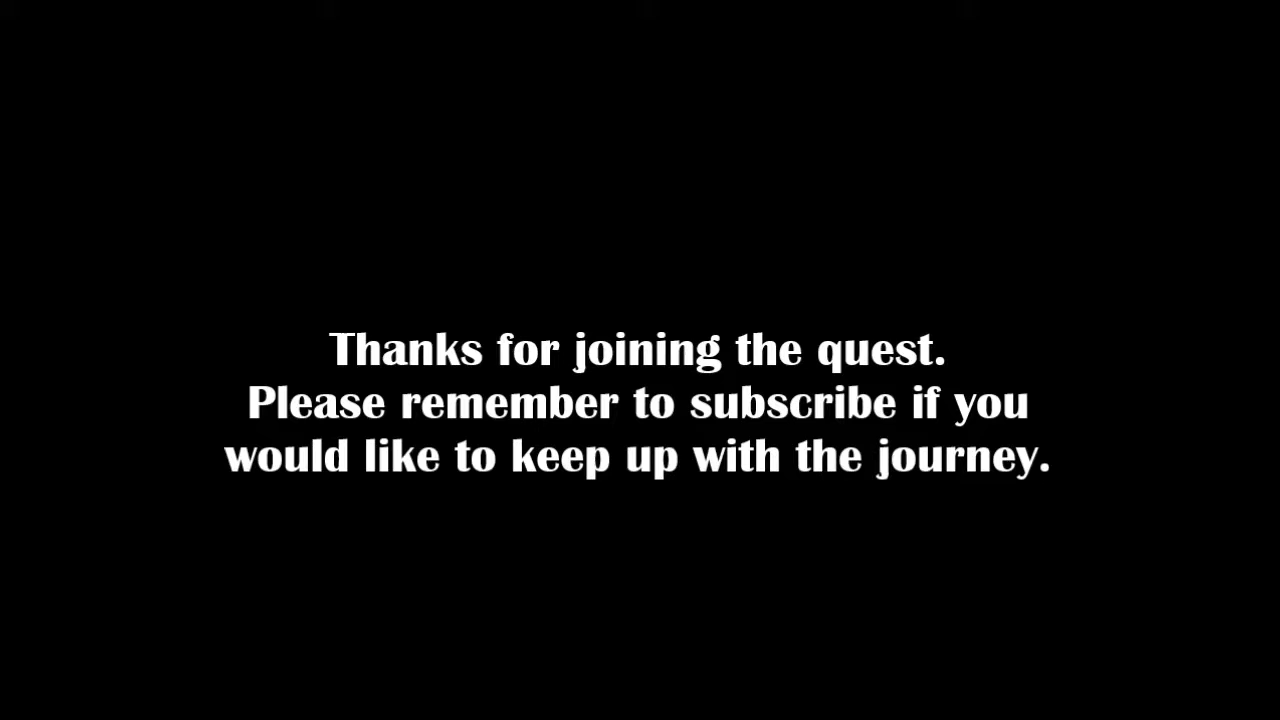 Thanks for joining the quest.
Please remember to subscribe if you
would like to keep up with the journey.